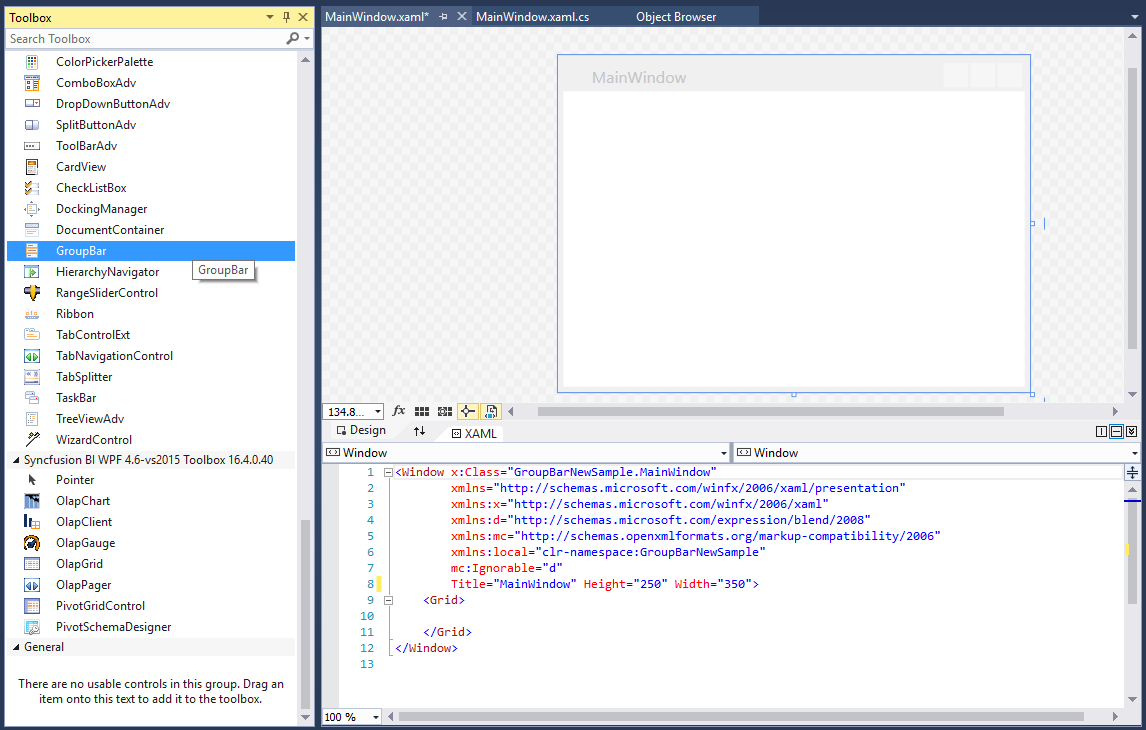 Toolbox
Search Toolbox
ColorPickerPalette
ComboBoxAdv
DropDownButtonAdv
SplitButtonAdv
ToolBarAdv
CardView
CheckListBox
DockingManager
DocumentContainer
GroupBar
GroupBar
HierarchyNavigator
RangeSliderControl
Ribbon
TabControlExt
TabNavigationControl
TabSplitter
TaskBar
TreeViewAdv
WizardControl
Syncfusion BI WPF 4.6-vs2015 Toolbox 16.4.0.40
Pointer
OlapChart
OlapClient
OlapGauge
OlapGrid
OlapPager
PivotGridControl
PivotSchemaDesigner
General
There are no usable controls in this group. Drag an
item onto this text to add it to the toolbox.
MainWindow.xaml* MainWindow.xaml.cs Object Browser
MainWindow
134.8... fx
Design XAML
Window Window
1 <Window x:Class="GroupBarNewSample.MainWindow"
2 xmlns="http://schemas.microsoft.com/winfx/2006/xaml/presentation"
3 xmlns:x="http://schemas.microsoft.com/winfx/2006/xaml"
4 xmlns:d="http://schemas.microsoft.com/expression/blend/2008"
5 xmlns:mc="http://schemas.openxmlformats.org/markup-compatibility/2006"
6 xmlns:local="clr-namespace:GroupBarNewSample"
7 mc:Ignorable="d"
8 Title="MainWindow" Height="250" Width="350">
9 <Grid>
10
11 </Grid>
12 </Window>
13
100 %